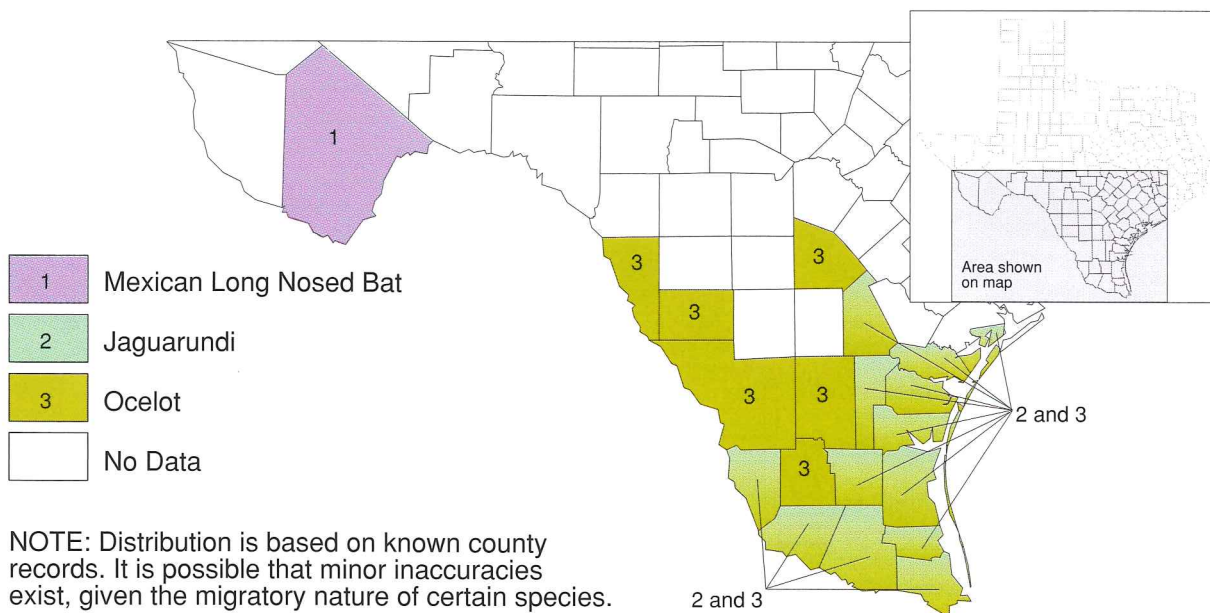 1
Area shown
on map
1 Mexican Long Nosed Bat
2 Jaguarundi
3 Ocelot
No Data
3
3
3
3
3
3
2 and 3
2 and 3
NOTE: Distribution is based on known county
records. It is possible that minor inaccuracies
exist, given the migratory nature of certain species.